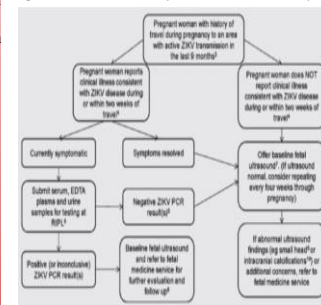 Pregnant woman with history of
travel during pregnancy to an area
with active ZIKV transmission in
the last 9 months
Pregnant woman reports
clinical illness consistent
with ZIKV disease during
or within two weeks of
travel
Pregnant woman does NOT
report clinical illness
consistent with ZIKV disease
during or within two weeks of
travel
Currently symptomatic
Symptoms resolved
Offer baseline fetal
ultrasound. (If ultrasound
normal, consider repeating
every four weeks through
pregnancy)
Submit serum, EDTA
plasma and urine
samples for testing at
RIPL
Negative ZIKV PCR
result(s)
Positive (or inconclusive)
ZIKV PCR result(s)
Baseline fetal ultrasound
and refer to fetal
medicine service for
further evaluation and
follow up
If abnormal ultrasound
findings (eg small head or
intracranial calcifications) or
additional concerns, refer to
fetal medicine service